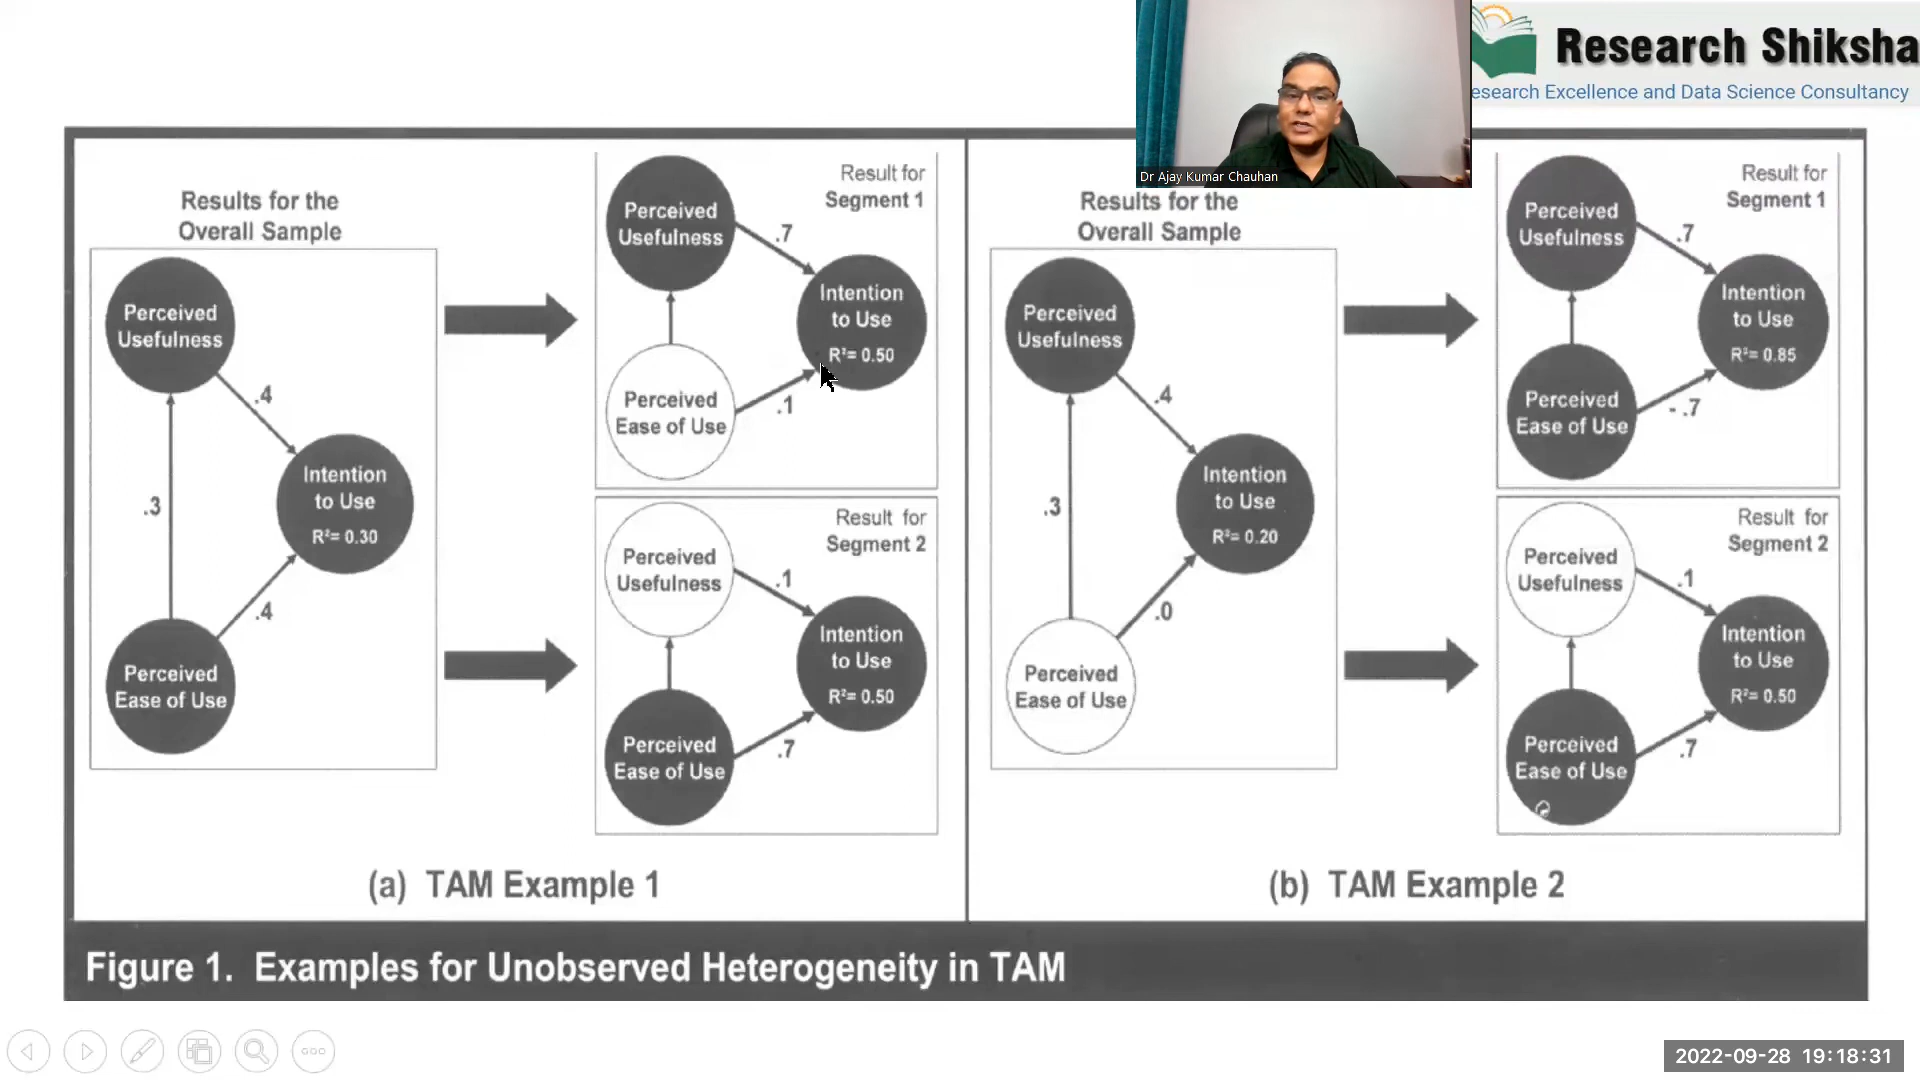 Research Shiksha
esearch Excellence and Data Science Consultancy
Dr Ajay Kumar Chauhan
Results for the
Overall Sample
Perceived
Usefulness
.4
.3
Intention
to Use
R²= 0.30
.4
Perceived
Ease of Use
Result for
Segment 1
Perceived
Usefulness
.7
Intention
to Use
R²= 0.50
Perceived
Ease of Use
.1
Result for
Segment 2
Perceived
Usefulness
.1
Intention
to Use
R²= 0.50
Perceived
Ease of Use
.7
(a) TAM Example 1
Results for the
Overall Sample
Perceived
Usefulness
.4
.3
Intention
to Use
R²= 0.20
.0
Perceived
Ease of Use
Result for
Segment 1
Perceived
Usefulness
.7
Intention
to Use
R²= 0.85
Perceived
Ease of Use
- .7
Result for
Segment 2
Perceived
Usefulness
.1
Intention
to Use
R²= 0.50
Perceived
Ease of Use
.7
(b) TAM Example 2
Figure 1. Examples for Unobserved Heterogeneity in TAM
2022-09-28 19:18:31